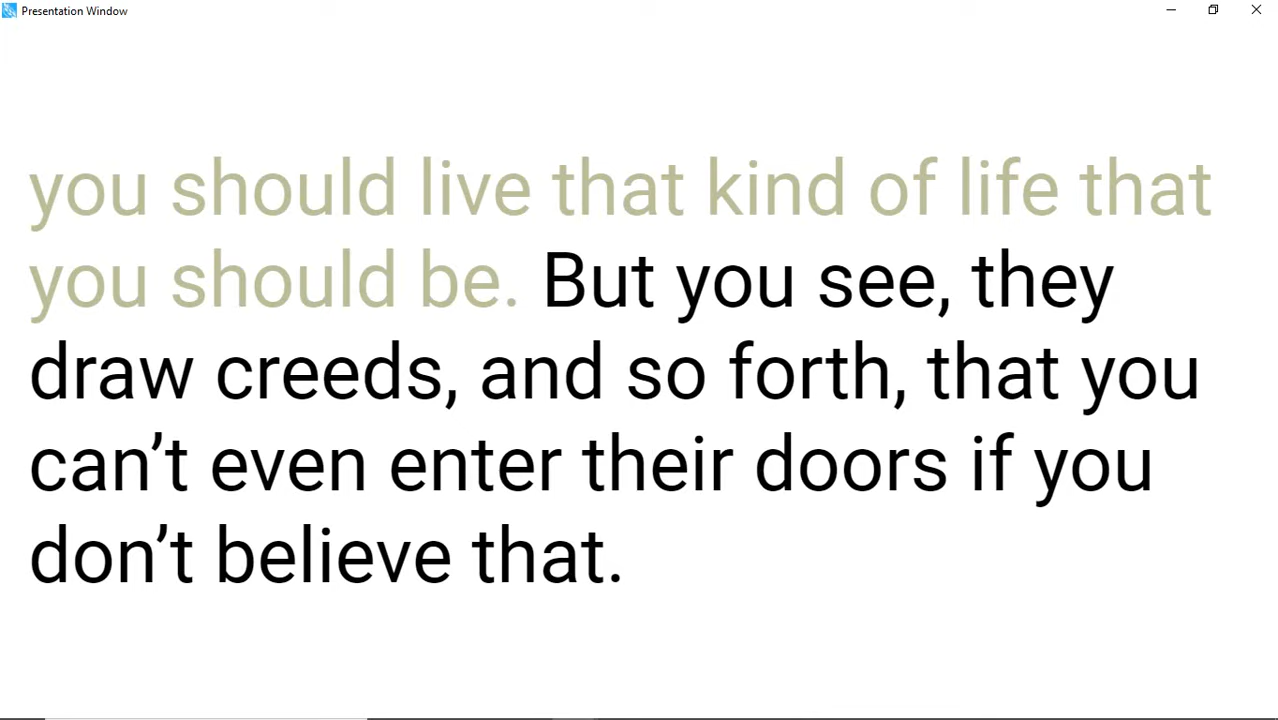 Presentation Window
you should live that kind of life that
you should be. But you see, they
draw creeds, and so forth, that you
can’t even enter their doors if you
don’t believe that.